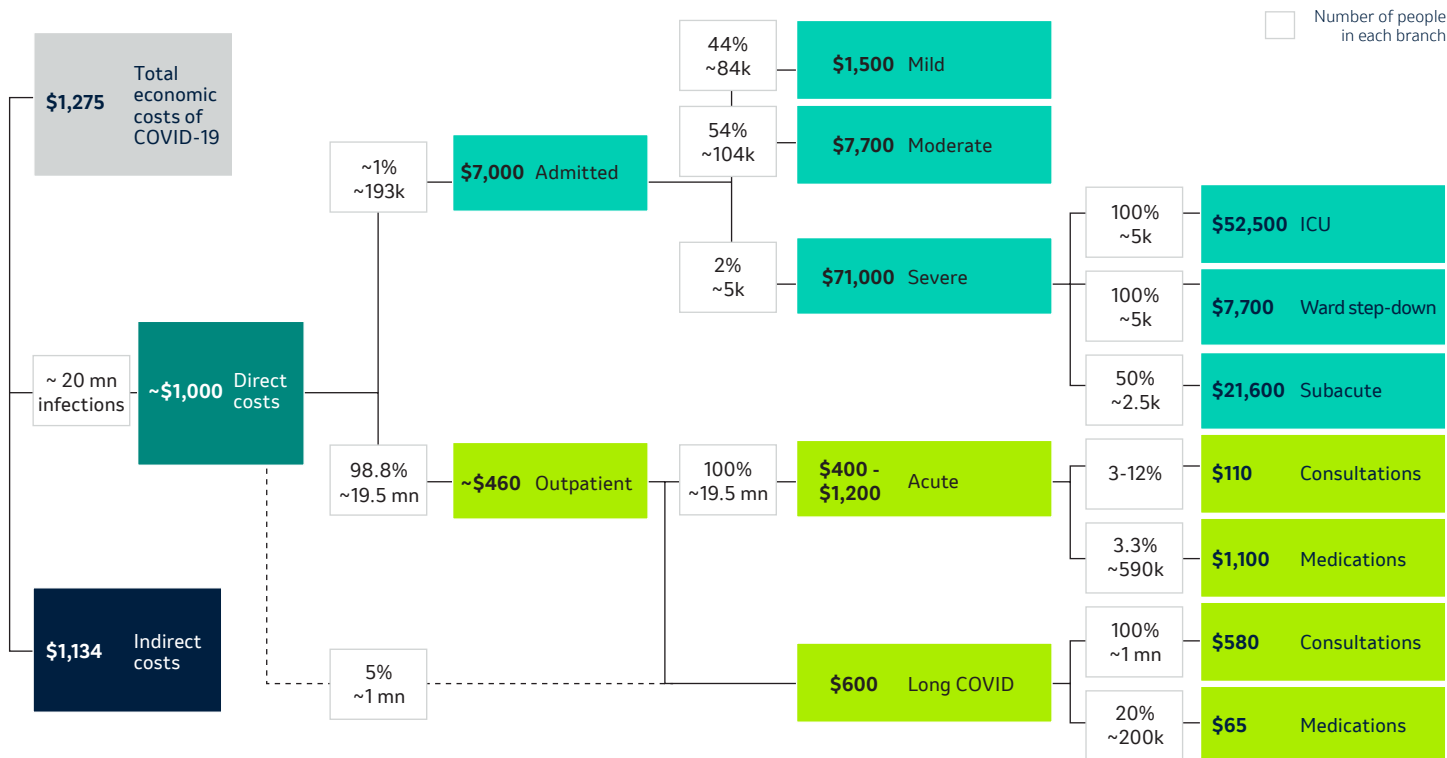 Number of people
in each branch
$1,275
Total
economic
costs of
COVID-19
~ 20 mn
infections
~$1,000
Direct
costs
$1,134
Indirect
costs
~1%
~193k
$7,000 Admitted
44%
~84k
$1,500 Mild
54%
~104k
$7,700 Moderate
2%
~5k
$71,000 Severe
100%
~5k
$52,500 ICU
100%
~5k
$7,700 Ward step-down
50%
~2.5k
$21,600 Subacute
98.8%
~19.5 mn
~$460 Outpatient
100%
~19.5 mn
$400 -
$1,200
Acute
3-12%
$110 Consultations
3.3%
~590k
$1,100 Medications
5%
~1 mn
$600 Long COVID
100%
~1 mn
$580 Consultations
20%
~200k
$65 Medications